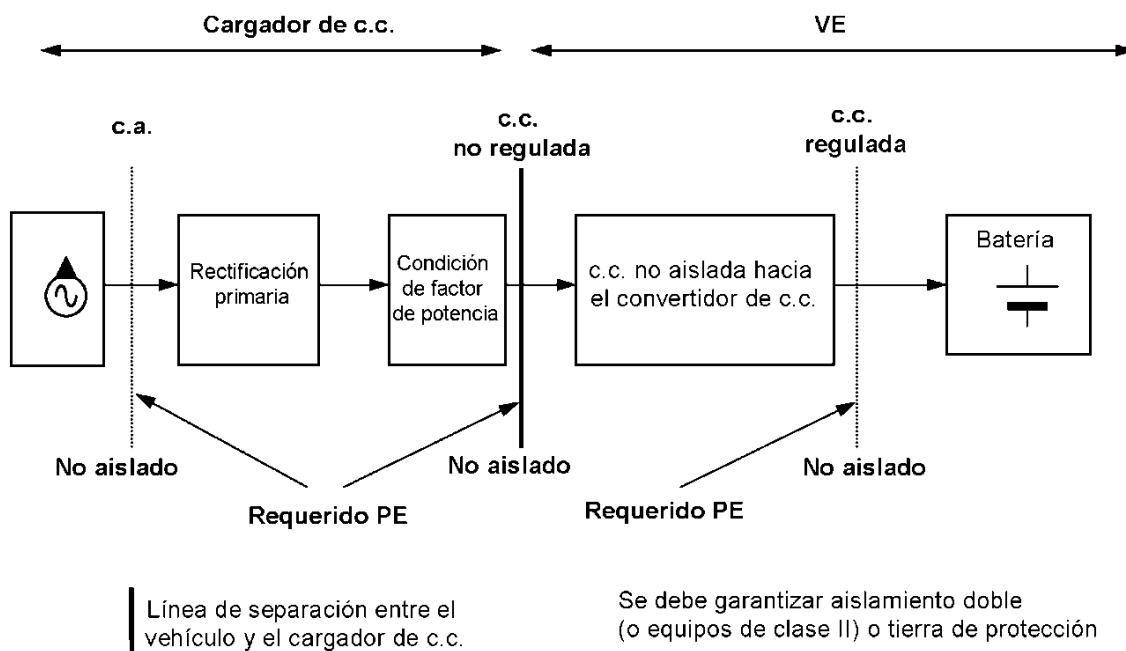 Cargador de c.c.
VE
c.a.
c.c.
no regulada
c.c.
regulada
Rectificación
primaria
Condición
de factor
de potencia
c.c. no aislada hacia
el convertidor de c.c.
Batería
No aislado
No aislado
No aislado
Requerido PE
Requerido PE
Línea de separación entre el
vehículo y el cargador de c.c.
Se debe garantizar aislamiento doble
(o equipos de clase II) o tierra de protección